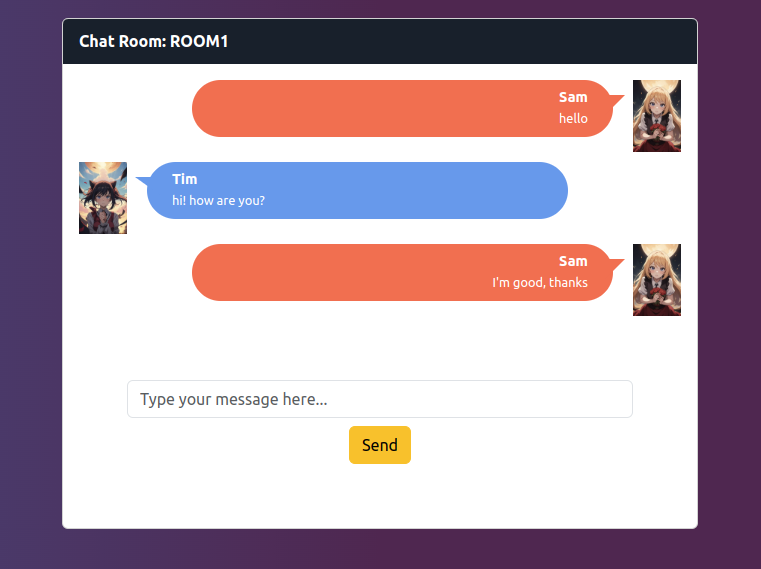 Chat Room: ROOM1
Sam
hello
Tim
hi! how are you?
Sam
I'm good, thanks
Type your message here...
Send